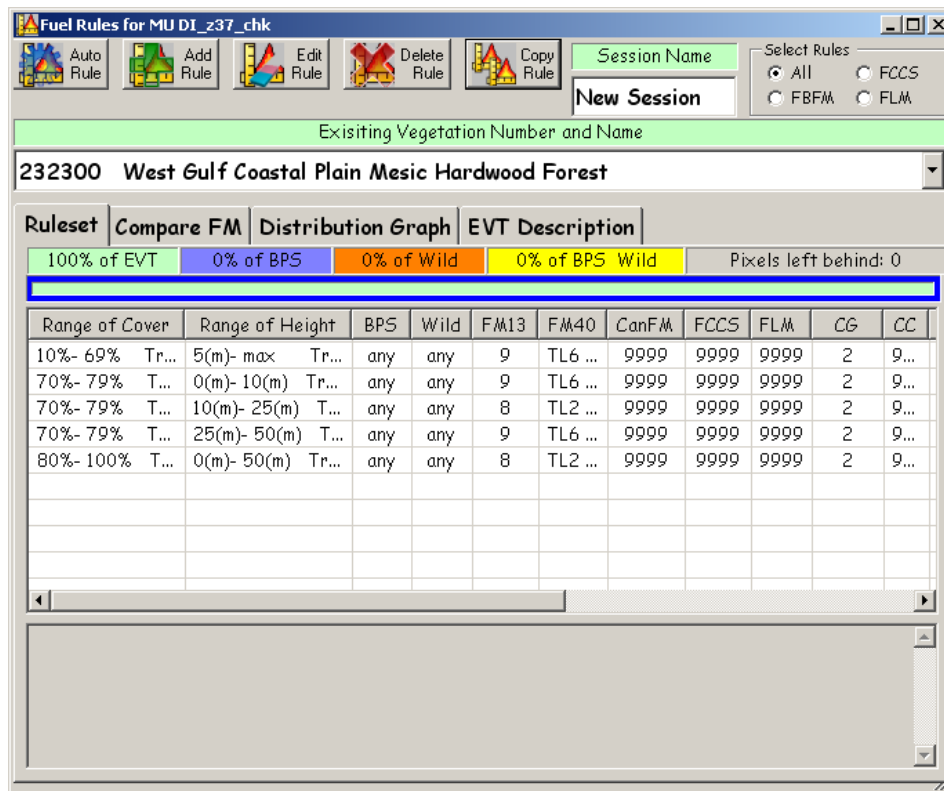 Fuel Rules for MU DI_z37_chk
Auto Rule
Add Rule
Edit Rule
Delete Rule
Copy Rule
Session Name
New Session
Select Rules
All
FCCS
FBFM
FLM
Exisiting Vegetation Number and Name
232300 West Gulf Coastal Plain Mesic Hardwood Forest
Ruleset Compare FM Distribution Graph EVT Description
100% of EVT 0% of BPS 0% of Wild 0% of BPS Wild Pixels left behind: 0
Range of Cover Range of Height BPS Wild FM13 FM40 CanFM FCCS FLM CG CC
10%- 69% Tr... 5(m)- max Tr... any any 9 TL6 ... 9999 9999 9999 2 9...
70%- 79% T... 0(m)- 10(m) Tr... any any 9 TL6 ... 9999 9999 9999 2 9...
70%- 79% T... 10(m)- 25(m) T... any any 8 TL2 ... 9999 9999 9999 2 9...
70%- 79% T... 25(m)- 50(m) T... any any 9 TL6 ... 9999 9999 9999 2 9...
80%- 100% T... 0(m)- 50(m) Tr... any any 8 TL2 ... 9999 9999 9999 2 9...